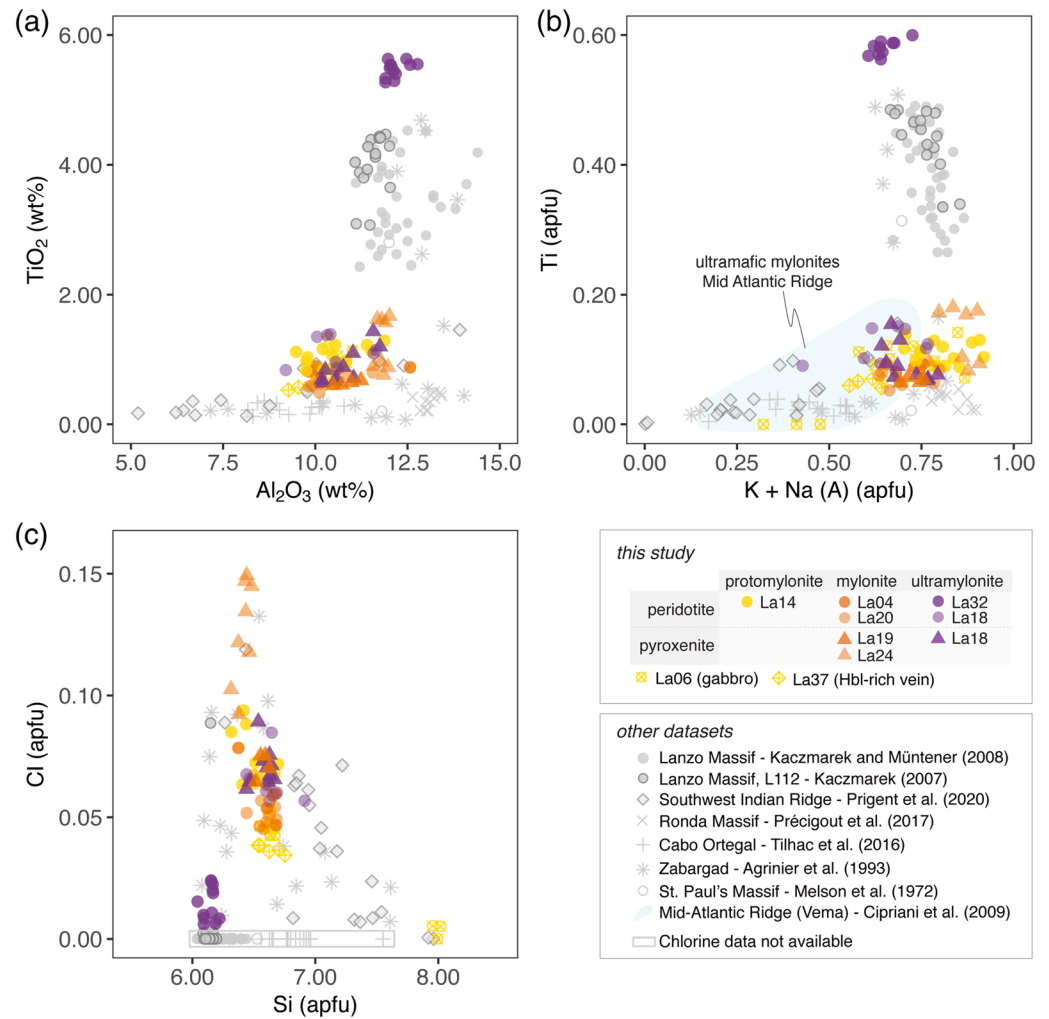 (a)
6.00
4.00
2.00
0.00
TiO2 (wt%)
5.0
7.5
10.0
12.5
15.0
Al2O3 (wt%)
(b)
0.60
0.40
0.20
0.00
Ti (apfu)
ultramafic mylonites
Mid Atlantic Ridge
0.00
0.25
0.50
0.75
1.00
K + Na (A) (apfu)
(c)
0.15
0.10
0.05
0.00
Cl (apfu)
6.00
7.00
8.00
Si (apfu)
this study
protomylonite mylonite ultramylonite
peridotite La14 La04 La32
La20 La18
pyroxenite La19 La18
La24
La06 (gabbro) La37 (Hbl-rich vein)
other datasets
Lanzo Massif - Kaczmarek and Müntener (2008)
Lanzo Massif, L112 - Kaczmarek (2007)
Southwest Indian Ridge - Prigent et al. (2020)
Ronda Massif - Précigout et al. (2017)
Cabo Ortegal - Tilhac et al. (2016)
Zabargad - Agrinier et al. (1993)
St. Paul's Massif - Melson et al. (1972)
Mid-Atlantic Ridge (Vema) - Cipriani et al. (2009)
Chlorine data not available